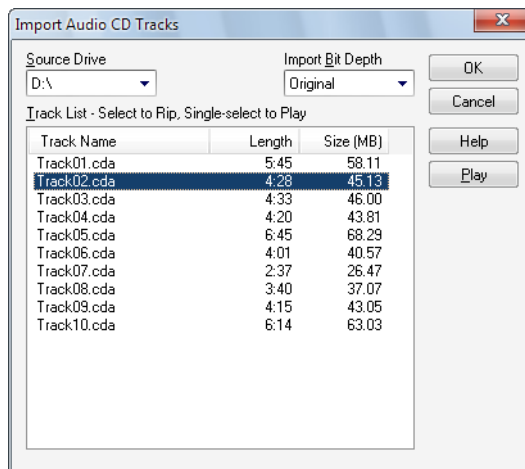 Import Audio CD Tracks
Source Drive
Import Bit Depth
D:\
Original
OK
Cancel
Track List - Select to Rip, Single-select to Play
Help
Play
Track Name Length Size (MB)
Track01.cda 5:45 58.11
Track02.cda 4:28 45.13
Track03.cda 4:33 46.00
Track04.cda 4:20 43.81
Track05.cda 6:45 68.29
Track06.cda 4:01 40.57
Track07.cda 2:37 26.47
Track08.cda 3:40 37.07
Track09.cda 4:15 43.05
Track10.cda 6:14 63.03